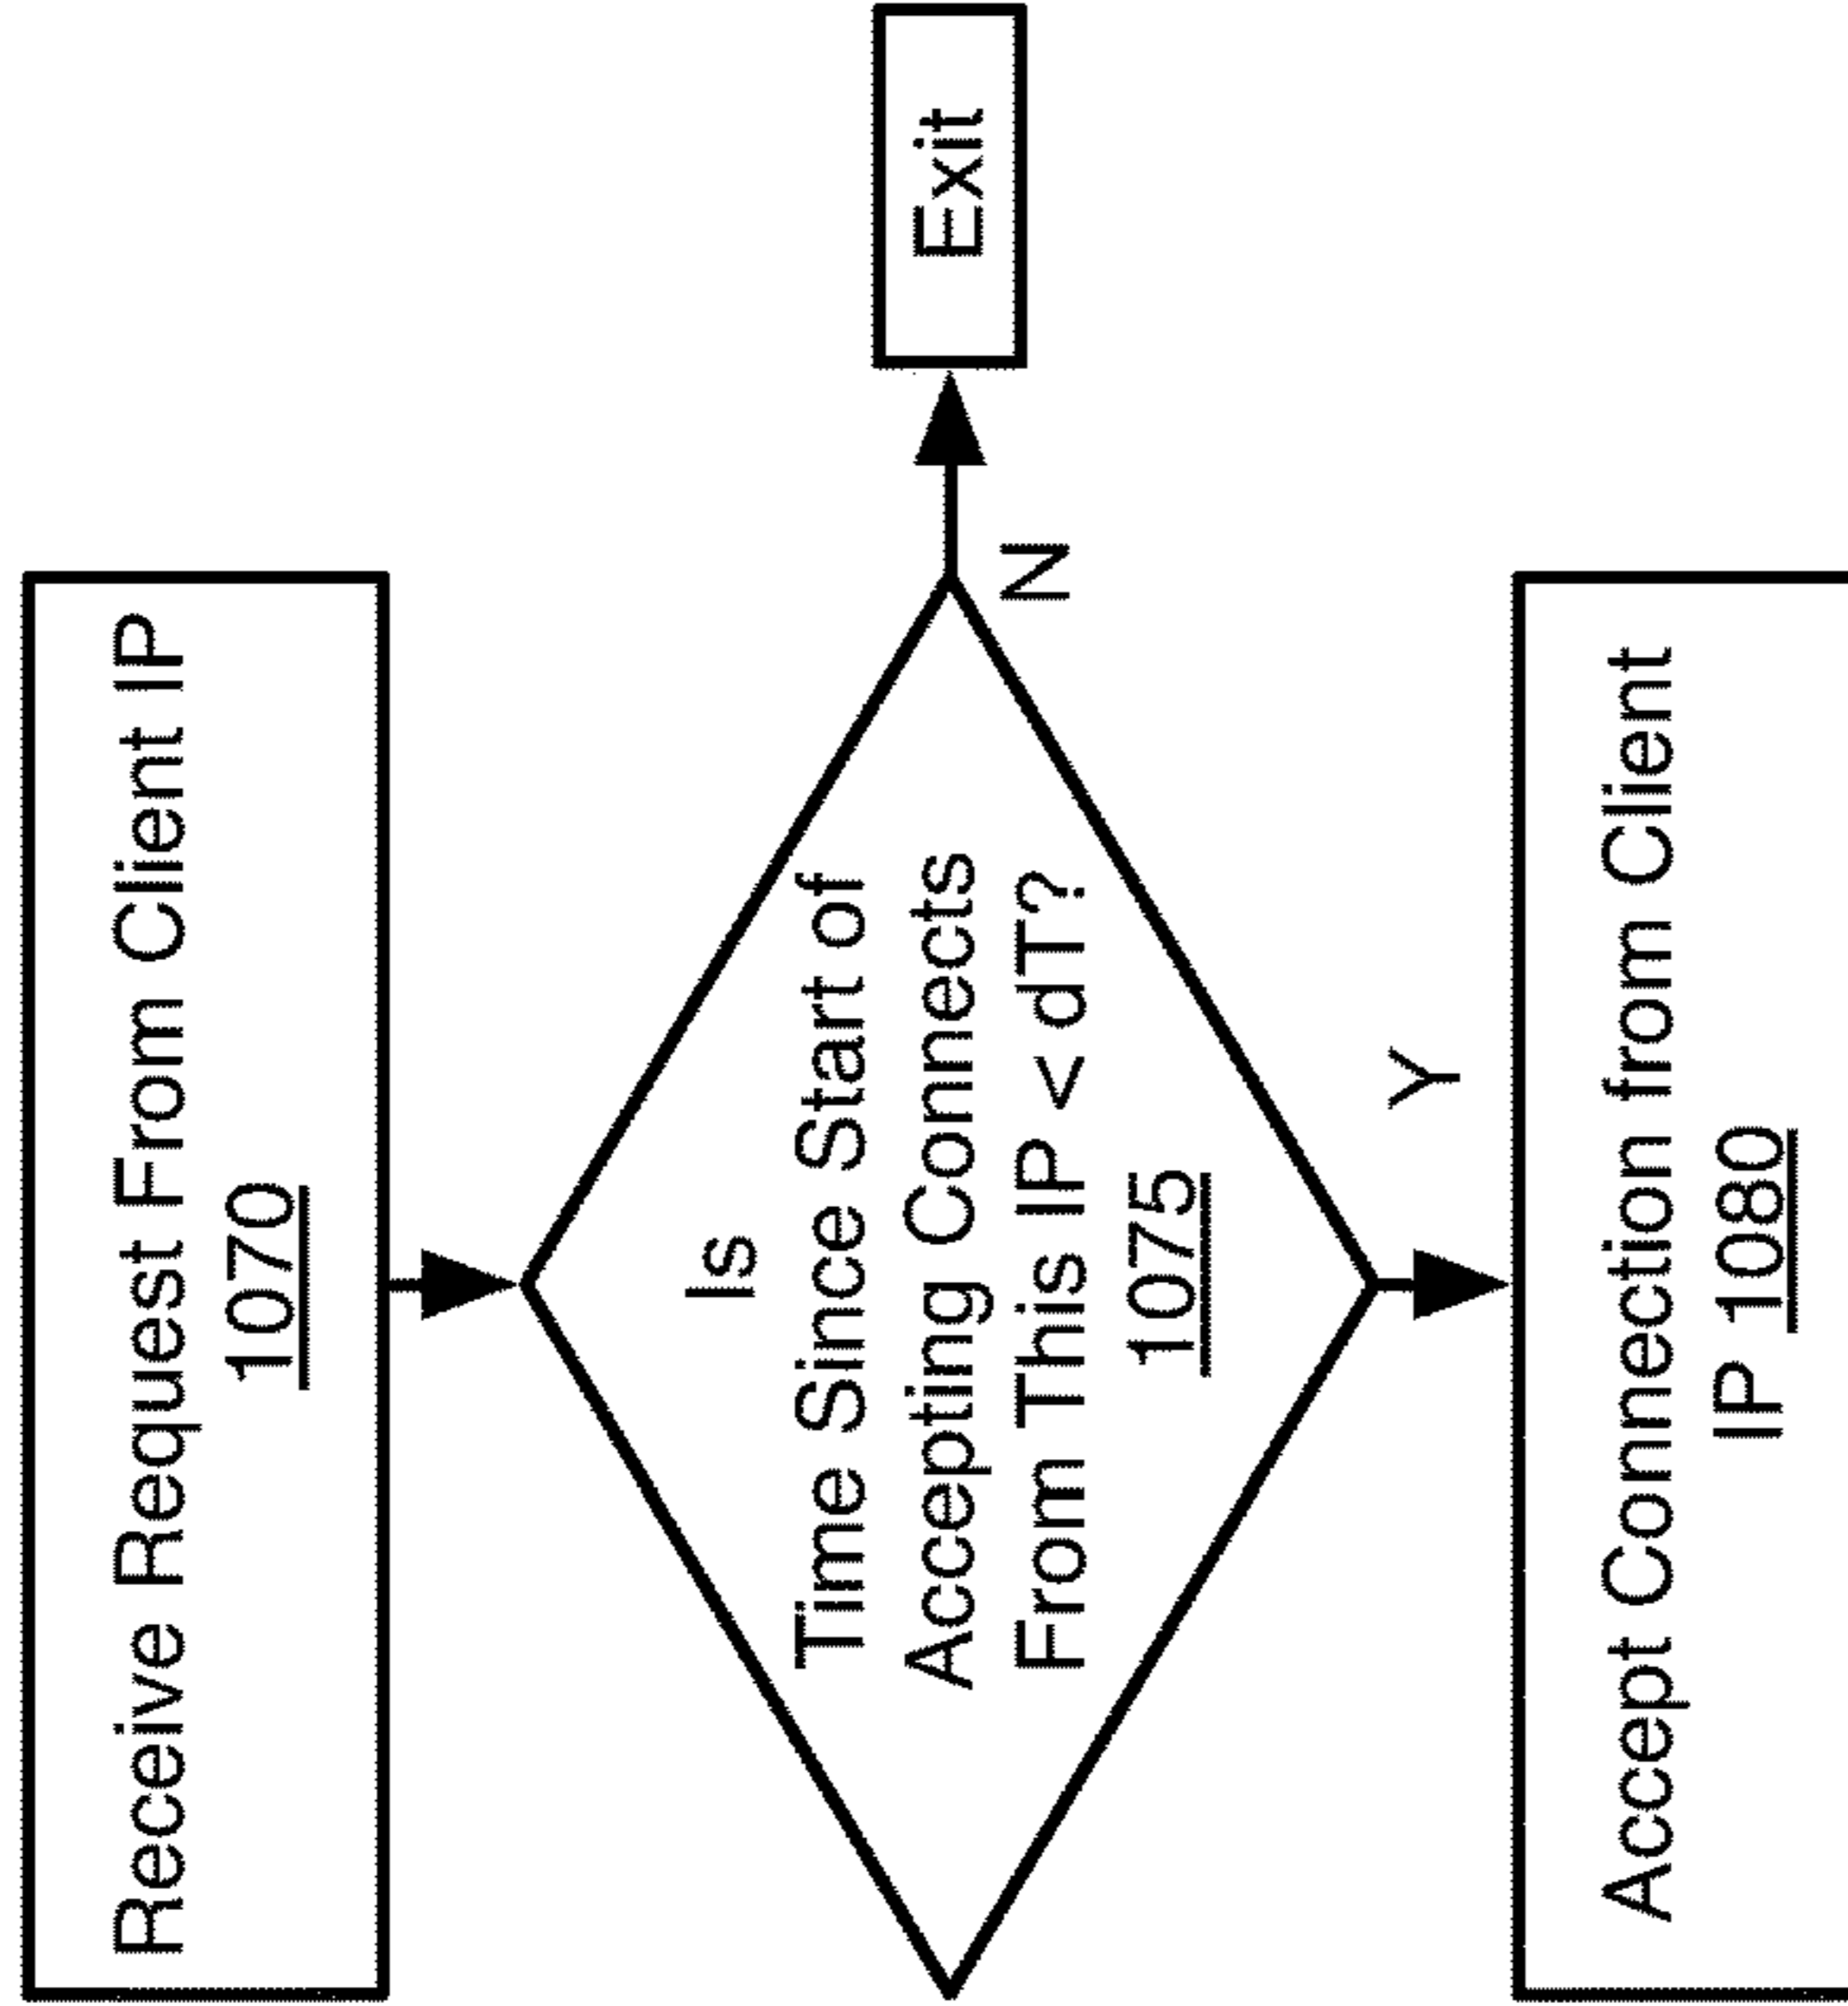 Receive Request From Client IP
1070
Is
Time Since Start of
Accepting Connects
From This IP < dT?
1075
N
Exit
Y
Accept Connection from Client
IP 1080